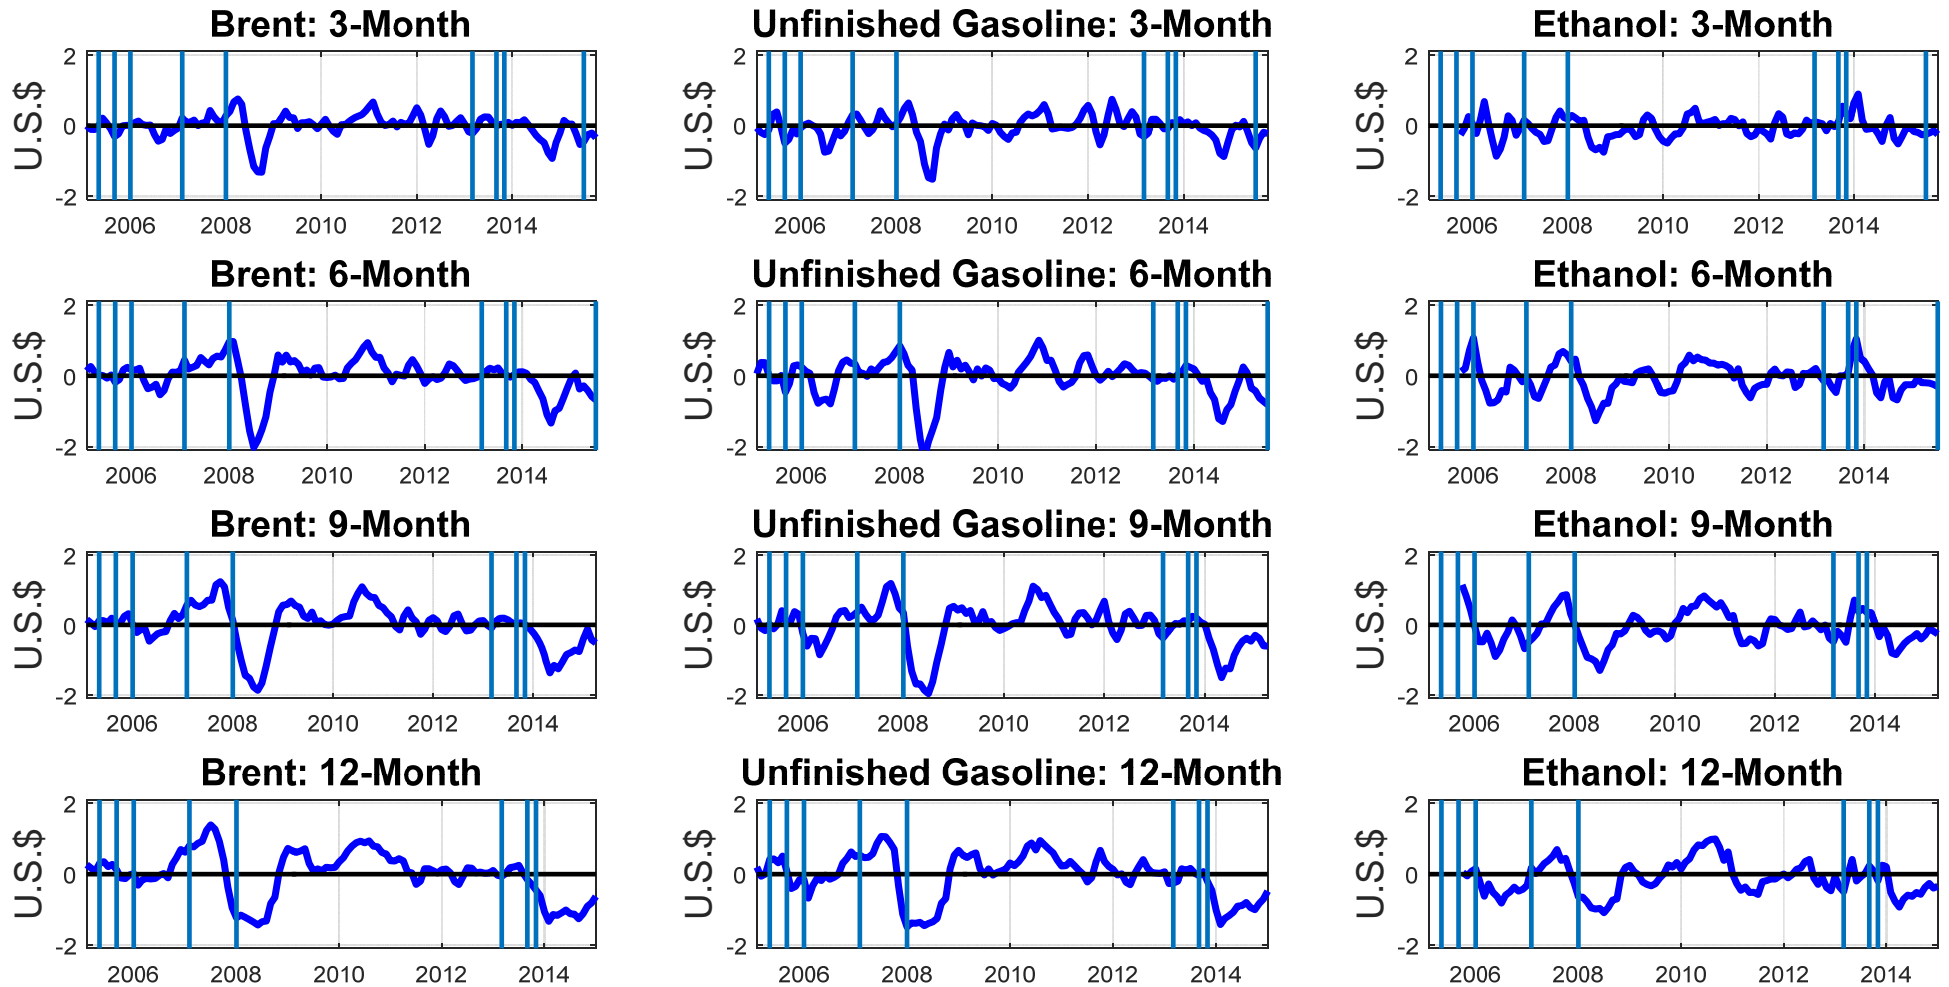 Brent: 3-Month
Unfinished Gasoline: 3-Month
Ethanol: 3-Month
U.S.$
2
0
-2
2006 2008 2010 2012 2014
U.S.$
2
0
-2
2006 2008 2010 2012 2014
U.S.$
2
0
-2
2006 2008 2010 2012 2014
Brent: 6-Month
Unfinished Gasoline: 6-Month
Ethanol: 6-Month
U.S.$
2
0
-2
2006 2008 2010 2012 2014
U.S.$
2
0
-2
2006 2008 2010 2012 2014
U.S.$
2
0
-2
2006 2008 2010 2012 2014
Brent: 9-Month
Unfinished Gasoline: 9-Month
Ethanol: 9-Month
U.S.$
2
0
-2
2006 2008 2010 2012 2014
U.S.$
2
0
-2
2006 2008 2010 2012 2014
U.S.$
2
0
-2
2006 2008 2010 2012 2014
Brent: 12-Month
Unfinished Gasoline: 12-Month
Ethanol: 12-Month
U.S.$
2
0
-2
2006 2008 2010 2012 2014
U.S.$
2
0
-2
2006 2008 2010 2012 2014
U.S.$
2
0
-2
2006 2008 2010 2012 2014